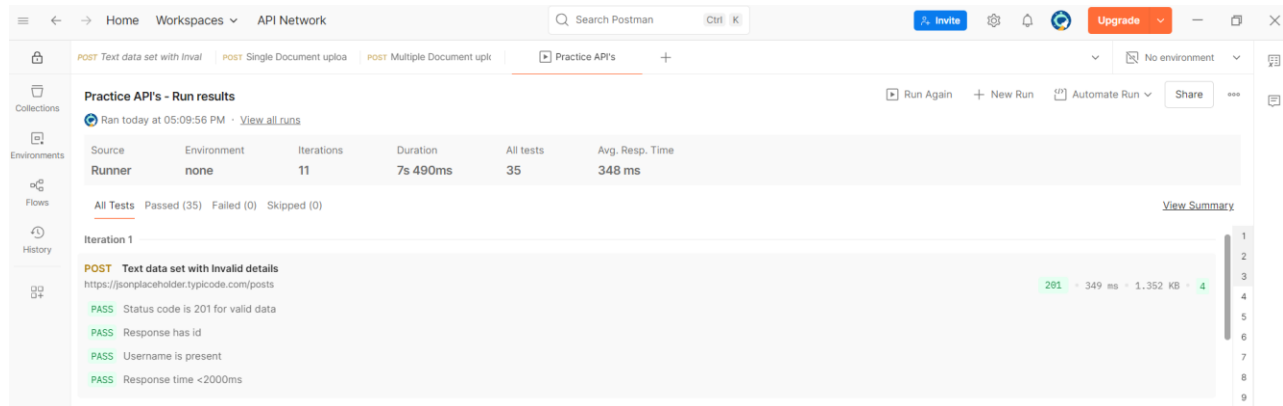 Home Workspaces API Network Search Postman Ctrl K Invite Upgrade
POST Text data set with Inval POST Single Document uploa POST Multiple Document uplo Practice API's No environment
Collections
Environments
Flows
History
Practice API's - Run results Run Again New Run Automate Run Share
Ran today at 05:09:56 PM · View all runs
Source Environment Iterations Duration All tests Avg. Resp. Time
Runner none 11 7s 490ms 35 348 ms
All Tests Passed (35) Failed (0) Skipped (0) View Summary
Iteration 1
POST Text data set with Invalid details
https://jsonplaceholder.typicode.com/posts 201 • 349 ms • 1.352 KB • 4
PASS Status code is 201 for valid data
PASS Response has id
PASS Username is present
PASS Response time <2000ms
1
2
3
4
5
6
7
8
9